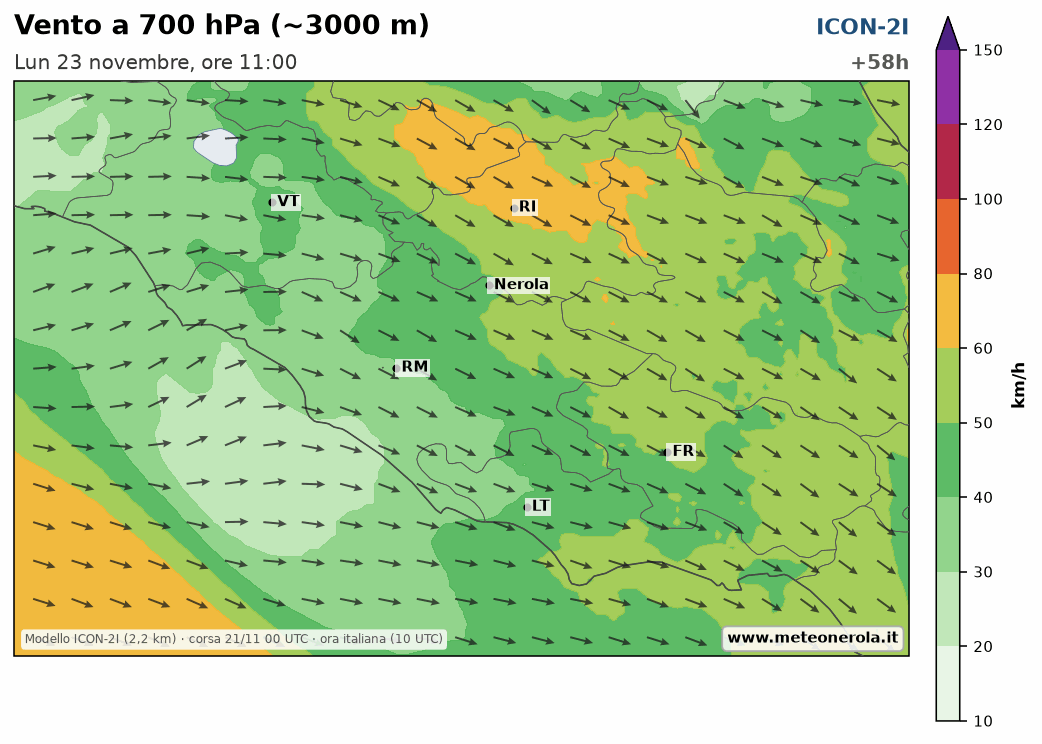 Vento a 700 hPa (~3000 m)
ICON-2I
Lun 23 novembre, ore 11:00
+58h
VT
RI
Nerola
RM
FR
LT
Modello ICON-2I (2,2 km) · corsa 21/11 00 UTC · ora italiana (10 UTC)
www.meteonerola.it
150
120
100
80
60
50
40
30
20
10
km/h